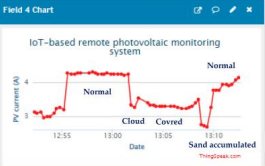 Field 4 Chart
IoT-based remote photovoltaic monitoring
system
Normal
Normal
Cloud
Covred
Sand accumulated
PV current (A)
4
3
12:55
13:00
13:05
13:10
Date
ThingSpeak.com